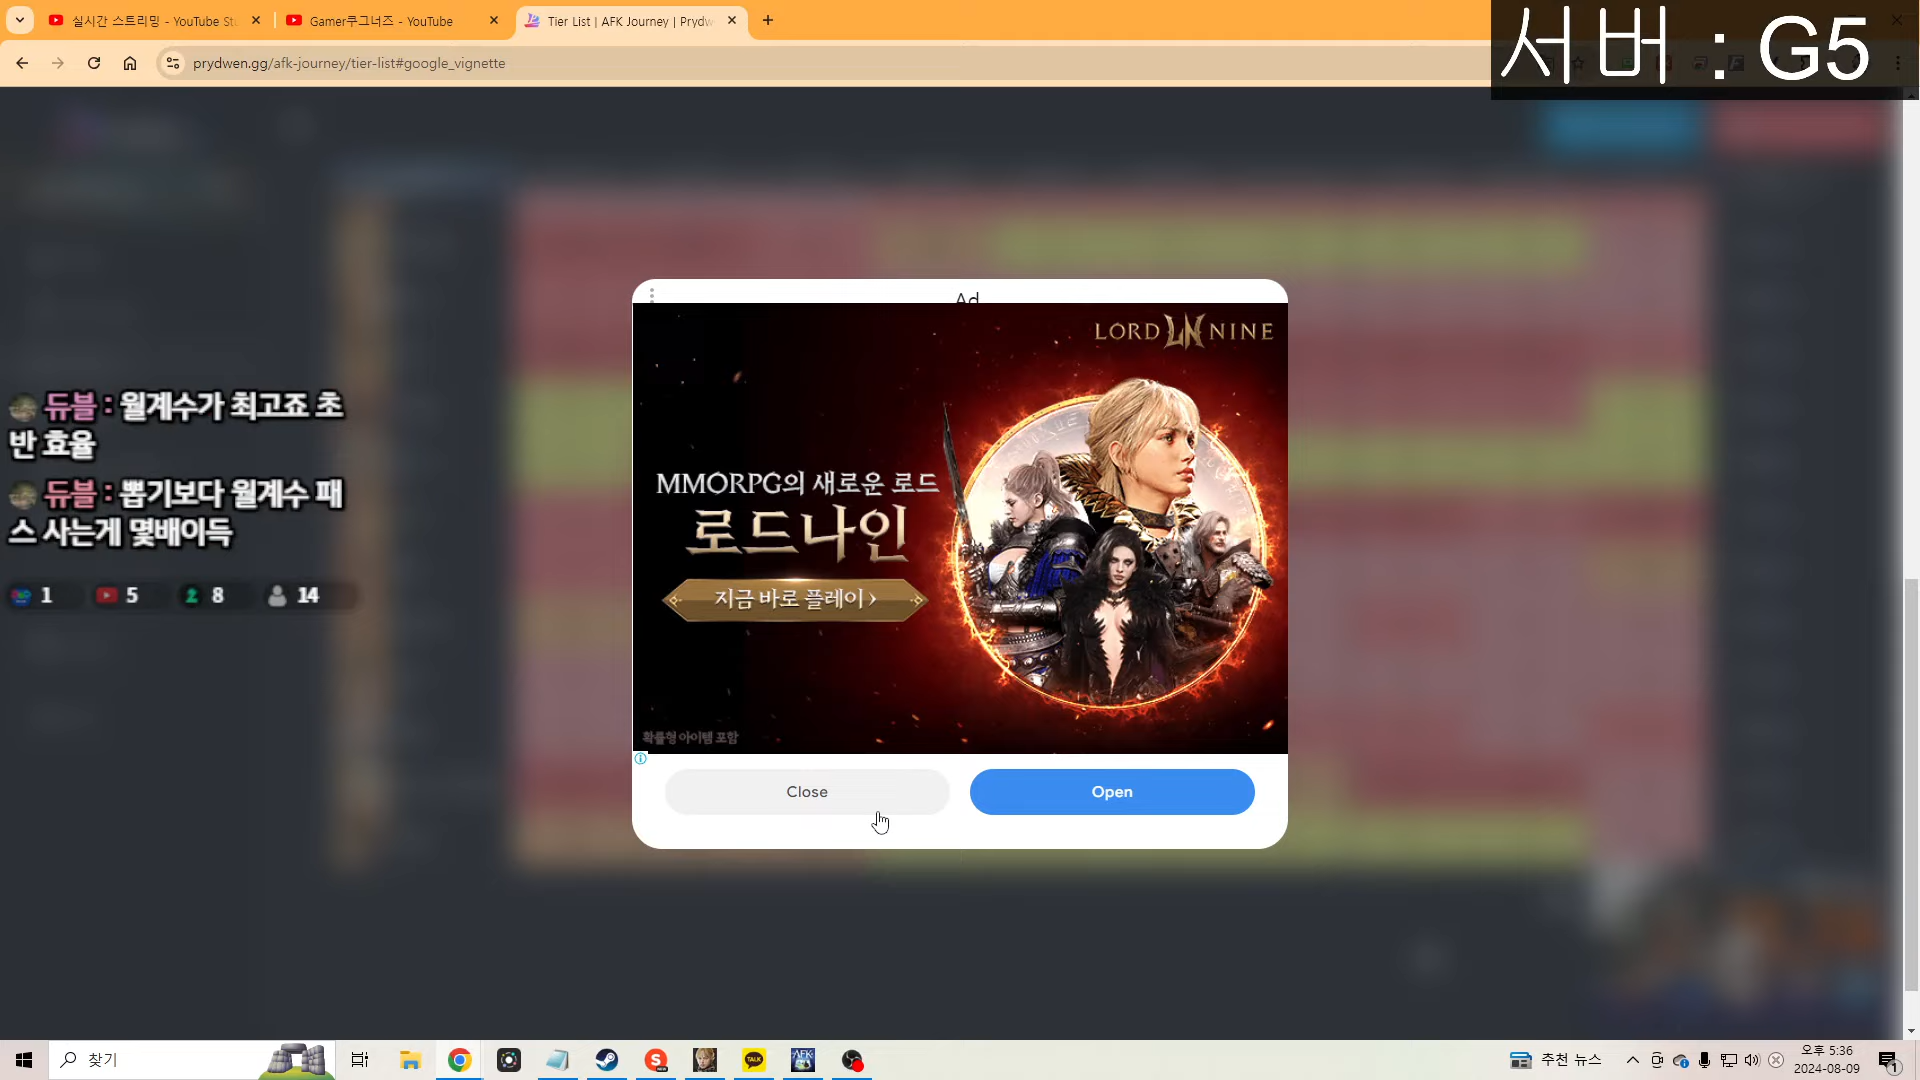 실시간 스트리밍 - YouTube Stu
Gamer쿠그너즈 - YouTube
Tier List | AFK Journey | Prydw
서버 : G5
prydwen.gg/afk-journey/tier-list#google_vignette
Ad
LORD LN NINE
듀블 : 월계수가 최고죠 초
반 효율
MMORPG의 새로운 로드
듀블 : 뽑기보다 월계수 패
스 사는게 몇배이득
로드나인
지금 바로 플레이 ›
1 5 8 14
확률형 아이템 포함
Close
Open
찾기
TALK
AFK
추천 뉴스
오후 5:36
2024-08-09
1